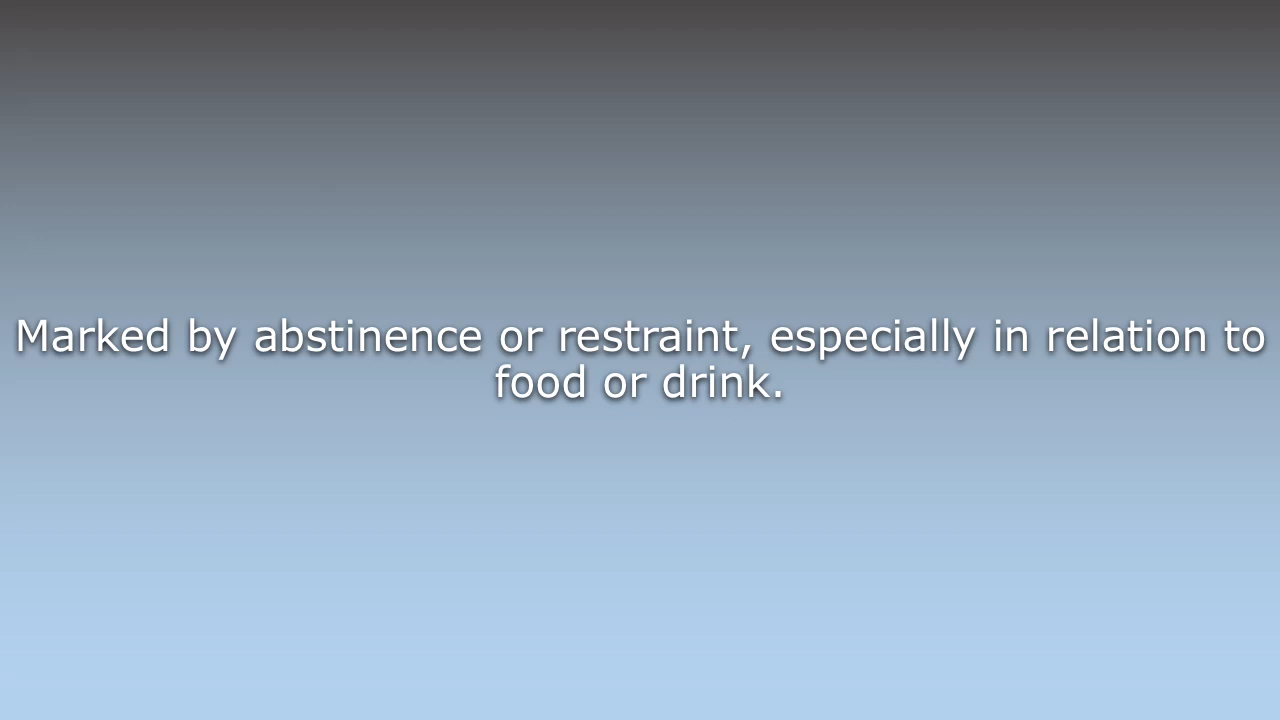 Marked by abstinence or restraint, especially in relation to
food or drink.